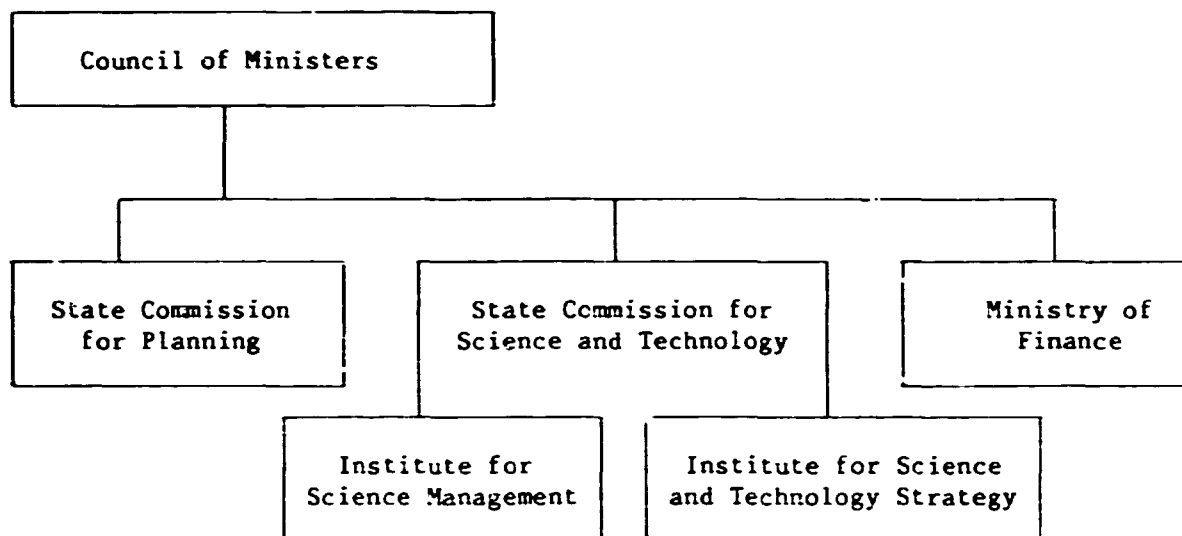 Council of Ministers
State Commission
for Planning
State Commission for
Science and Technology
Ministry of
Finance
Institute for
Science Management
Institute for Science
and Technology Strategy